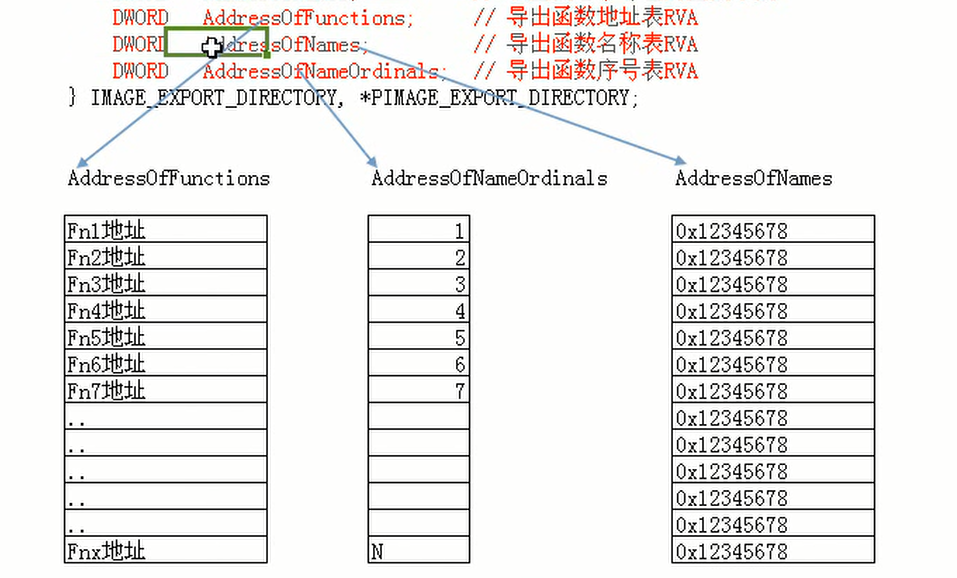 DWORD AddressOfFunctions; // 导出函数地址表RVA
DWORD AddressOfNames; // 导出函数名称表RVA
DWORD AddressOfNameOrdinals; // 导出函数序号表RVA
} IMAGE_EXPORT_DIRECTORY, *PIMAGE_EXPORT_DIRECTORY;
AddressOfFunctions AddressOfNameOrdinals AddressOfNames
Fn1地址 1 0x12345678
Fn2地址 2 0x12345678
Fn3地址 3 0x12345678
Fn4地址 4 0x12345678
Fn5地址 5 0x12345678
Fn6地址 6 0x12345678
Fn7地址 7 0x12345678
.. 0x12345678
.. 0x12345678
.. 0x12345678
.. 0x12345678
.. 0x12345678
Fnx地址 N 0x12345678